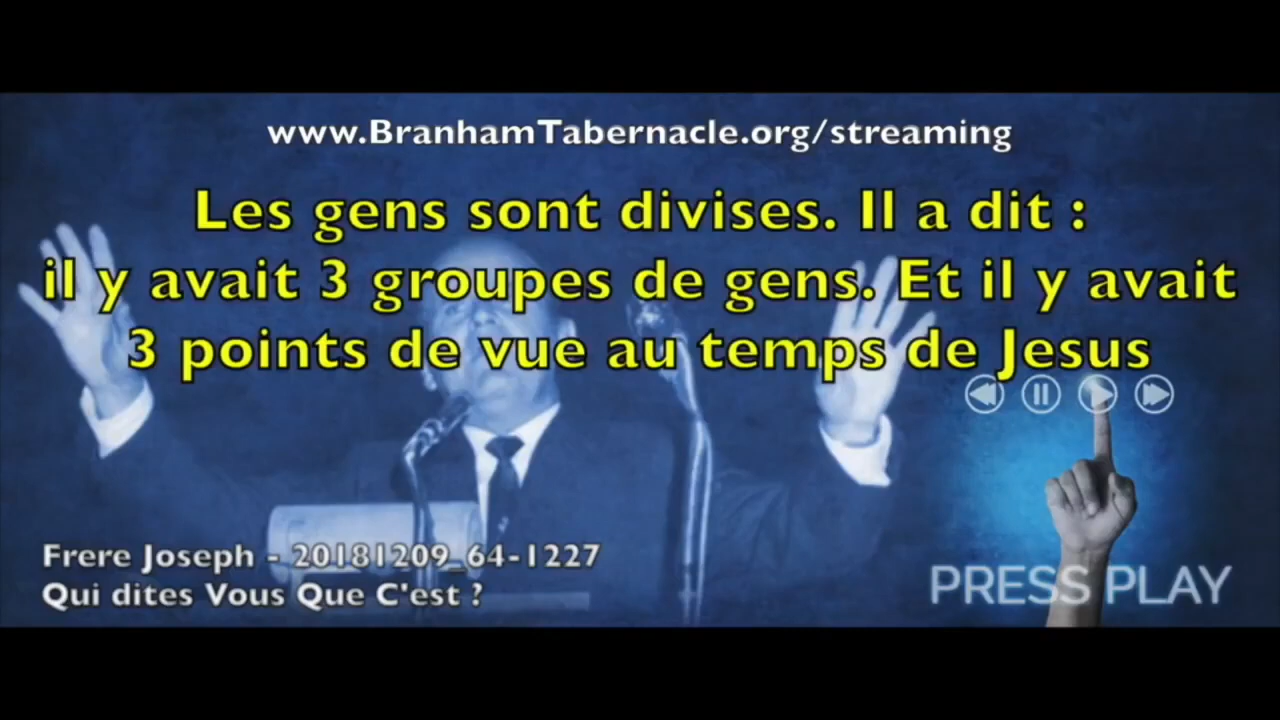 www.BranhamTabernacle.org/streaming
Les gens sont divises. Il a dit :
il y avait 3 groupes de gens. Et il y avait
3 points de vue au temps de Jesus
Frere Joseph - 20181209_64-1227
Qui dites Vous Que C'est ?
PRESS PLAY